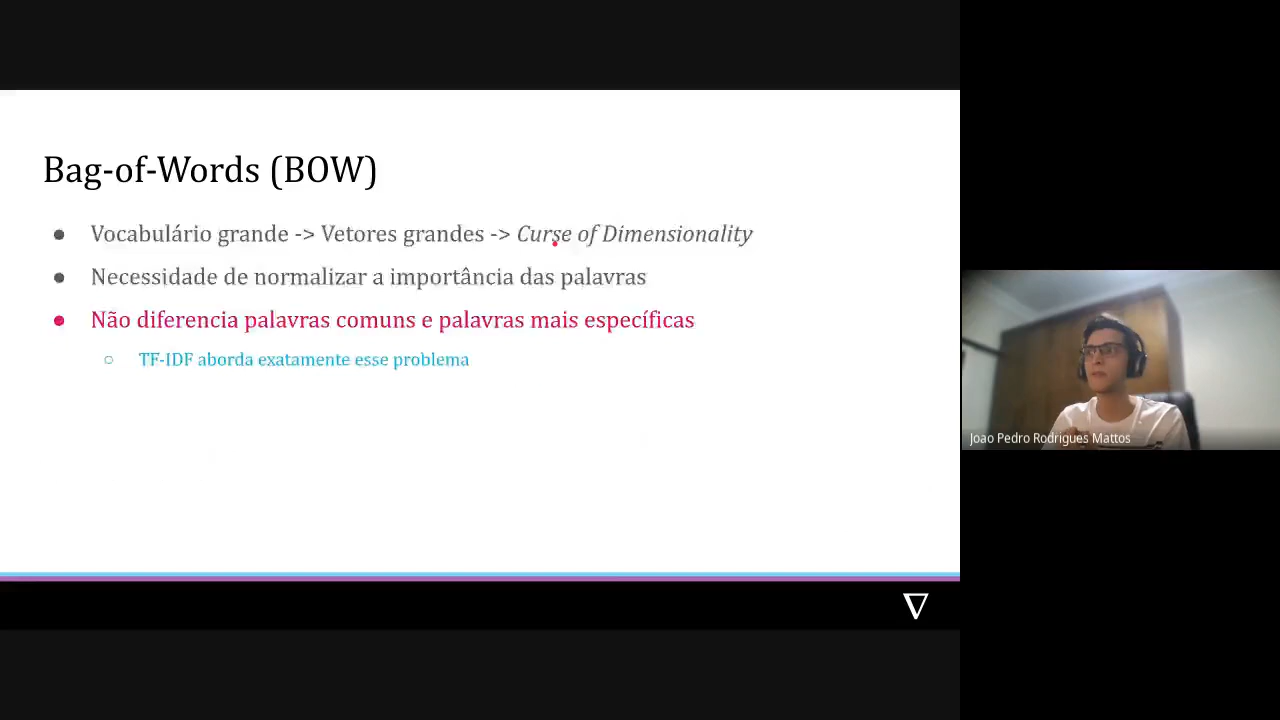 Bag-of-Words (BOW)
Vocabulário grande -> Vetores grandes -> Curse of Dimensionality
Necessidade de normalizar a importância das palavras
Não diferencia palavras comuns e palavras mais específicas
TF-IDF aborda exatamente esse problema
Joao Pedro Rodrigues Mattos